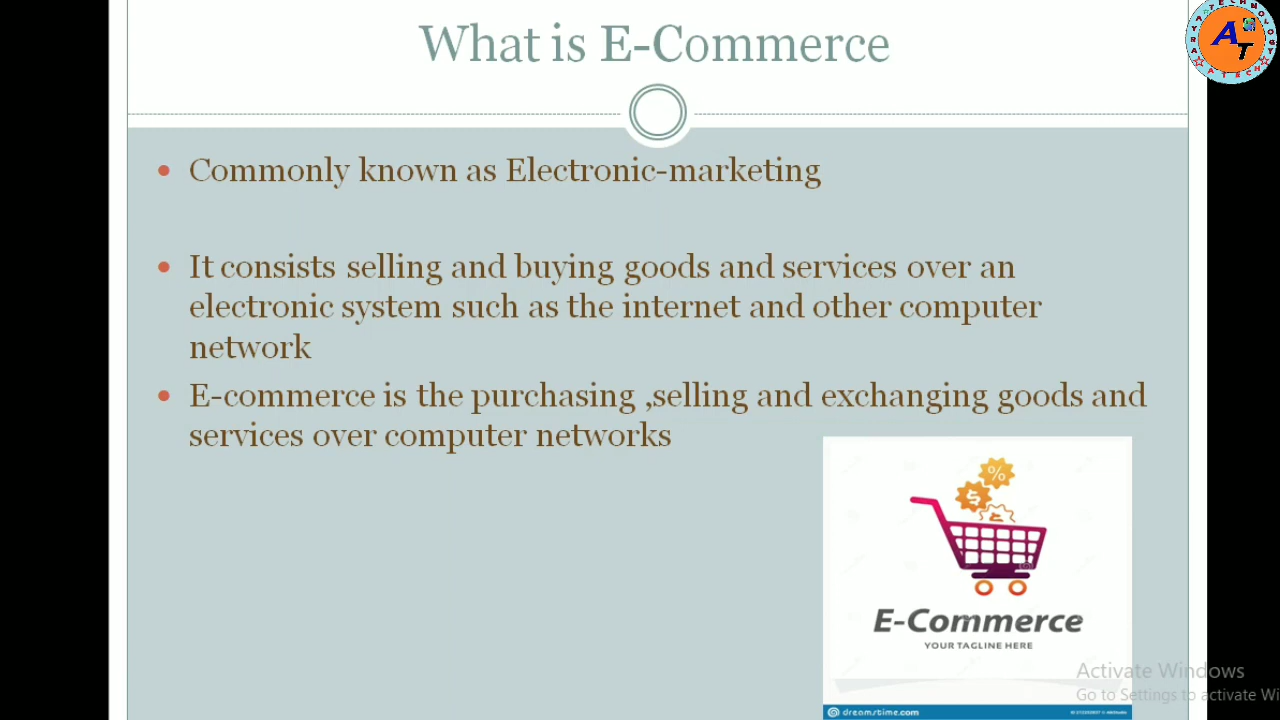 What is E-Commerce
Commonly known as Electronic-marketing
It consists selling and buying goods and services over an
electronic system such as the internet and other computer
network
E-commerce is the purchasing ,selling and exchanging goods and
services over computer networks
%
$
E-Commerce
YOUR TAGLINE HERE
dreamstime.com
Activate Windows
Go to Settings to activate Wi
AT